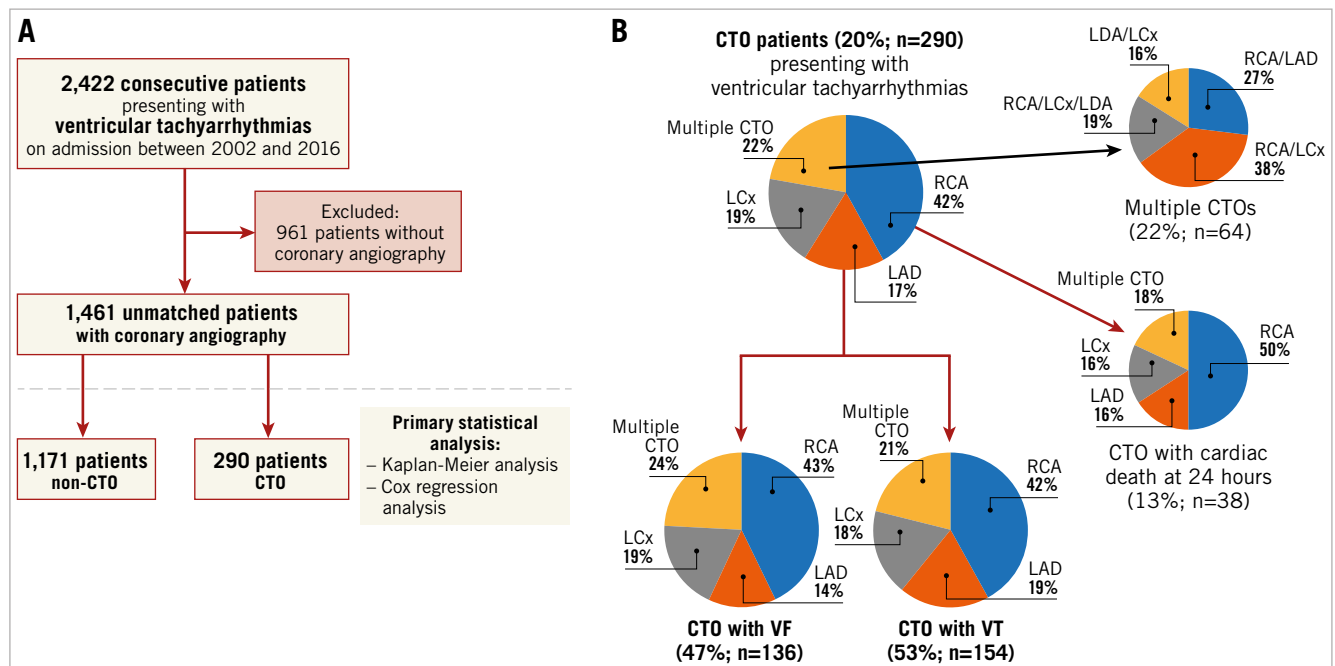 A
2,422 consecutive patients
presenting with
ventricular tachyarrhythmias
on admission between 2002 and 2016
Excluded:
961 patients without
coronary angiography
1,461 unmatched patients
with coronary angiography
1,171 patients
non-CTO
290 patients
CTO
Primary statistical
analysis:
– Kaplan-Meier analysis
– Cox regression
analysis
B
CTO patients (20%; n=290)
presenting with
ventricular tachyarrhythmias
Multiple CTO
22%
LCx
19%
RCA
42%
LAD
17%
LDA/LCx
16%
RCA/LAD
27%
RCA/LCx/LDA
19%
RCA/LCx
38%
Multiple CTOs
(22%; n=64)
Multiple CTO
18%
RCA
50%
LCx
16%
LAD
16%
CTO with cardiac
death at 24 hours
(13%; n=38)
Multiple
CTO
24%
RCA
43%
LCx
19%
LAD
14%
CTO with VF
(47%; n=136)
Multiple
CTO
21%
RCA
42%
LCx
18%
LAD
19%
CTO with VT
(53%; n=154)